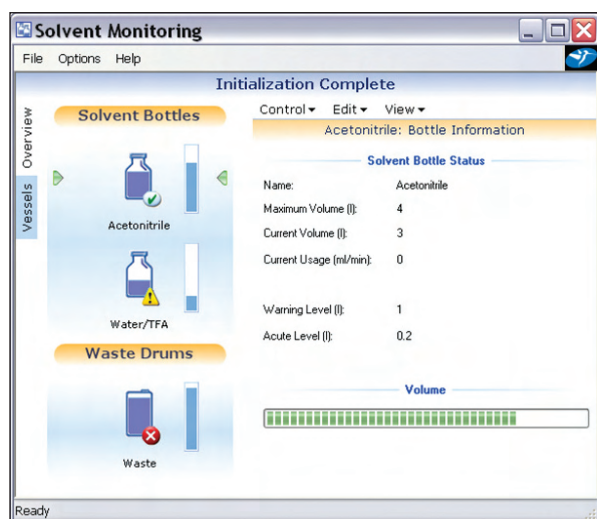 Solvent Monitoring
File Options Help
Initialization Complete
Overview
Vessels
Solvent Bottles
Acetonitrile
Water/TFA
Waste Drums
Waste
Control Edit View
Acetonitrile: Bottle Information
Solvent Bottle Status
Name: Acetonitrile
Maximum Volume (l): 4
Current Volume (l): 3
Current Usage (ml/min): 0
Warning Level (l): 1
Acute Level (l): 0.2
Volume
Ready